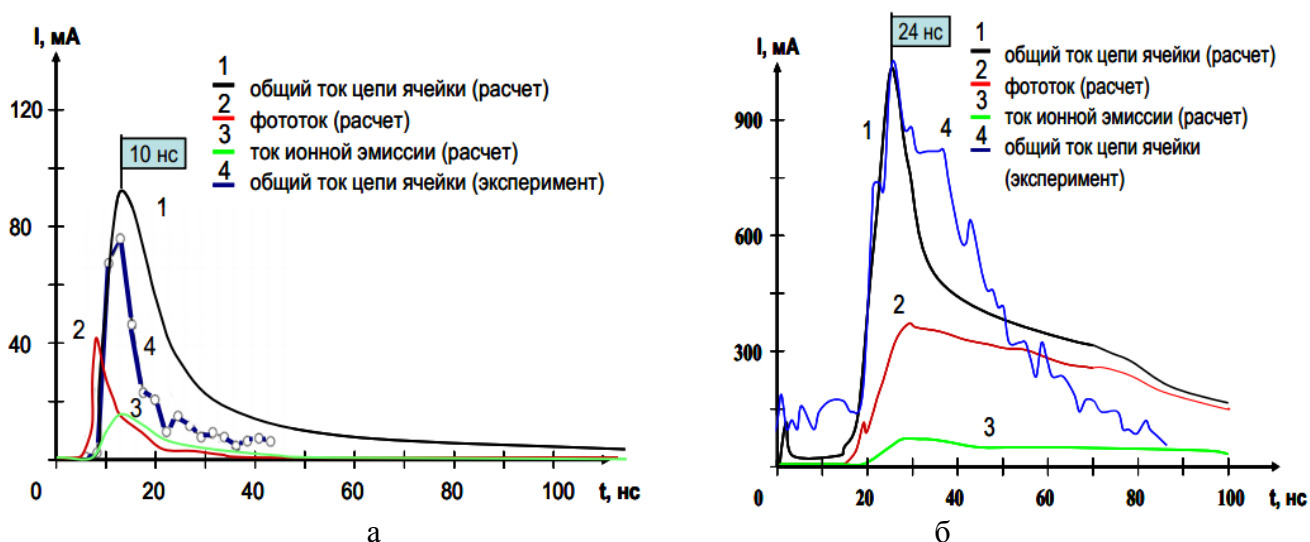 I, мА
120
80
40
0
20
40
60
80
100
t, нс
10 нс
1
общий ток цепи ячейки (расчет)
2
фототок (расчет)
3
ток ионной эмиссии (расчет)
4
общий ток цепи ячейки (эксперимент)
1
2
3
4
а
I, мА
900
600
300
0
20
40
60
80
100
t, нс
24 нс
1
общий ток цепи ячейки (расчет)
2
фототок (расчет)
3
ток ионной эмиссии (расчет)
4
общий ток цепи ячейки
(эксперимент)
1
4
2
3
б